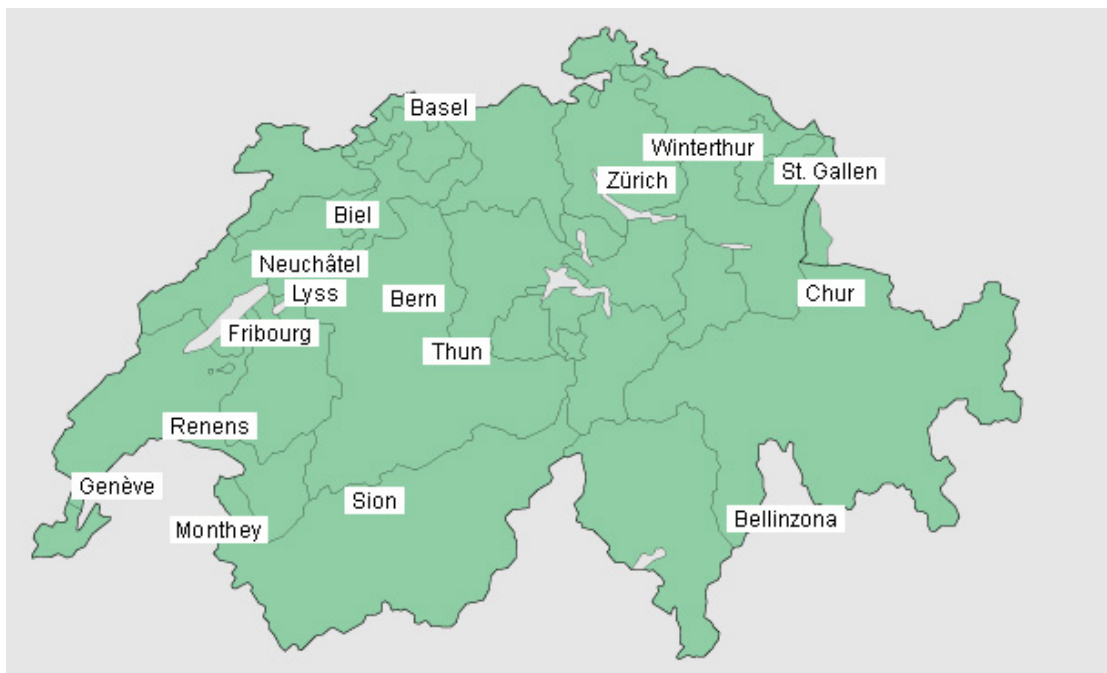 Basel
Winterthur
St. Gallen
Zürich
Biel
Neuchâtel
Lyss
Bern
Chur
Fribourg
Thun
Renens
Genève
Sion
Monthey
Bellinzona